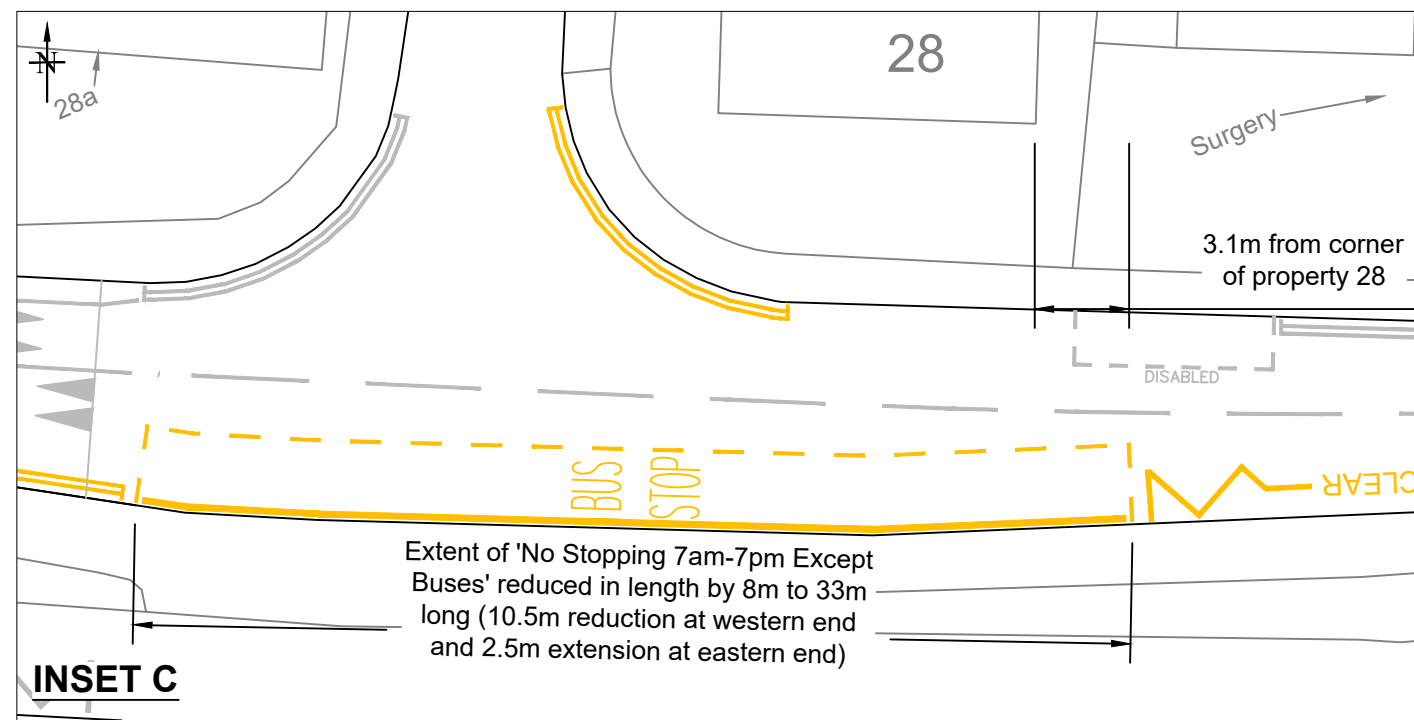 N
28a
28
Surgery
3.1m from corner
of property 28
DISABLED
BUS
STOP
CLEAR
Extent of 'No Stopping 7am-7pm Except
Buses' reduced in length by 8m to 33m
long (10.5m reduction at western end
and 2.5m extension at eastern end)
INSET C